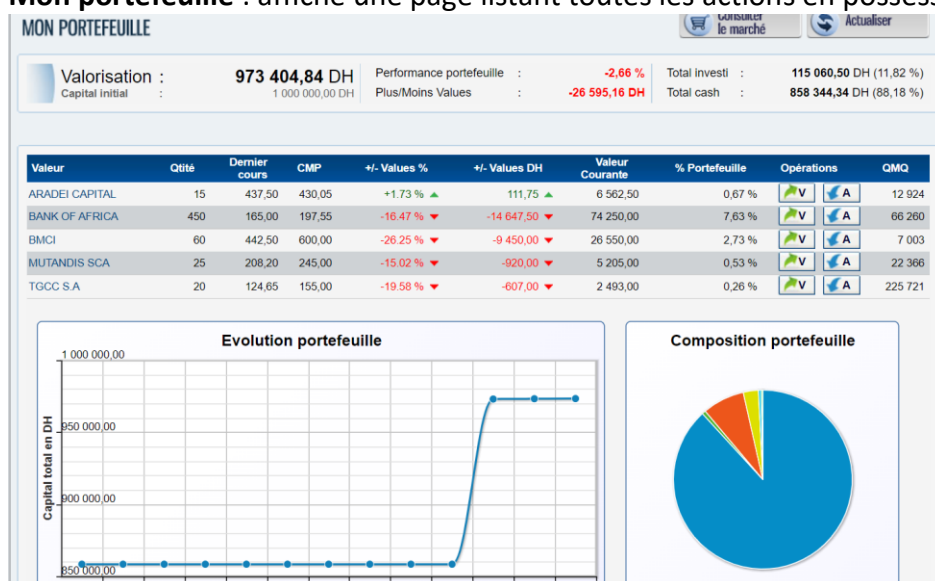 Mon portefeuille : affiche une page listant toutes les actions en possess
MON PORTEFEUILLE
Consulter le marché
Actualiser
Valorisation : 973 404,84 DH Performance portefeuille : -2,66 % Total investi : 115 060,50 DH (11,82 %)
Capital initial : 1 000 000,00 DH Plus/Moins Values : -26 595,16 DH Total cash : 858 344,34 DH (88,18 %)
Valeur Qtité Dernier cours CMP +/- Values % +/- Values DH Valeur Courante % Portefeuille Opérations QMQ
ARADEI CAPITAL 15 437,50 430,05 +1.73 % 111,75 6 562,50 0,67 % V A 12 924
BANK OF AFRICA 450 165,00 197,55 -16.47 % -14 647,50 74 250,00 7,63 % V A 66 260
BMCI 60 442,50 600,00 -26.25 % -9 450,00 26 550,00 2,73 % V A 7 003
MUTANDIS SCA 25 208,20 245,00 -15.02 % -920,00 5 205,00 0,53 % V A 22 366
TGCC S.A 20 124,65 155,00 -19.58 % -607,00 2 493,00 0,26 % V A 225 721
Evolution portefeuille
1 000 000,00
950 000,00
900 000,00
850 000,00
Capital total en DH
Composition portefeuille